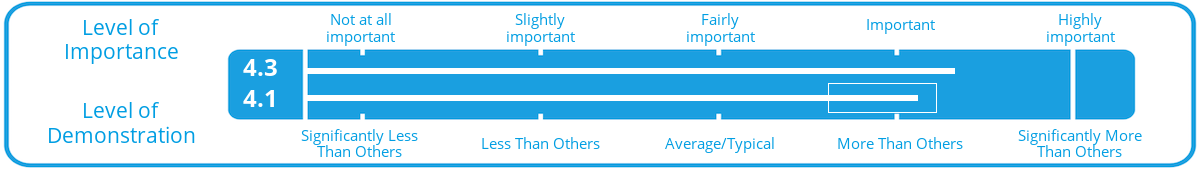 Level of
Importance
Not at all
important
Slightly
important
Fairly
important
Important
Highly
important
4.3
4.1
Level of
Demonstration
Significantly Less
Than Others
Less Than Others
Average/Typical
More Than Others
Significantly More
Than Others